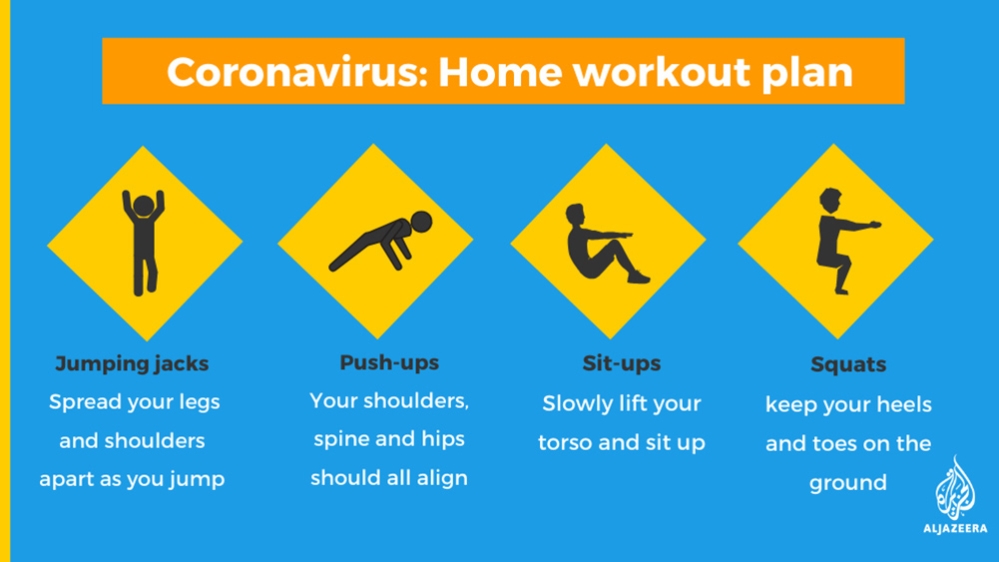 Coronavirus: Home workout plan
Jumping jacks
Spread your legs
and shoulders
apart as you jump
Push-ups
Your shoulders,
spine and hips
should all align
Sit-ups
Slowly lift your
torso and sit up
Squats
keep your heels
and toes on the
ground
ALJAZEERA